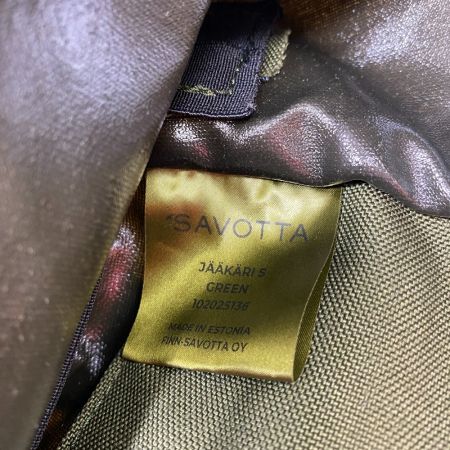 SAVOTTA
JÄÄKÄRI S
GREEN
102025136
MADE IN ESTONIA
FINN-SAVOTTA OY